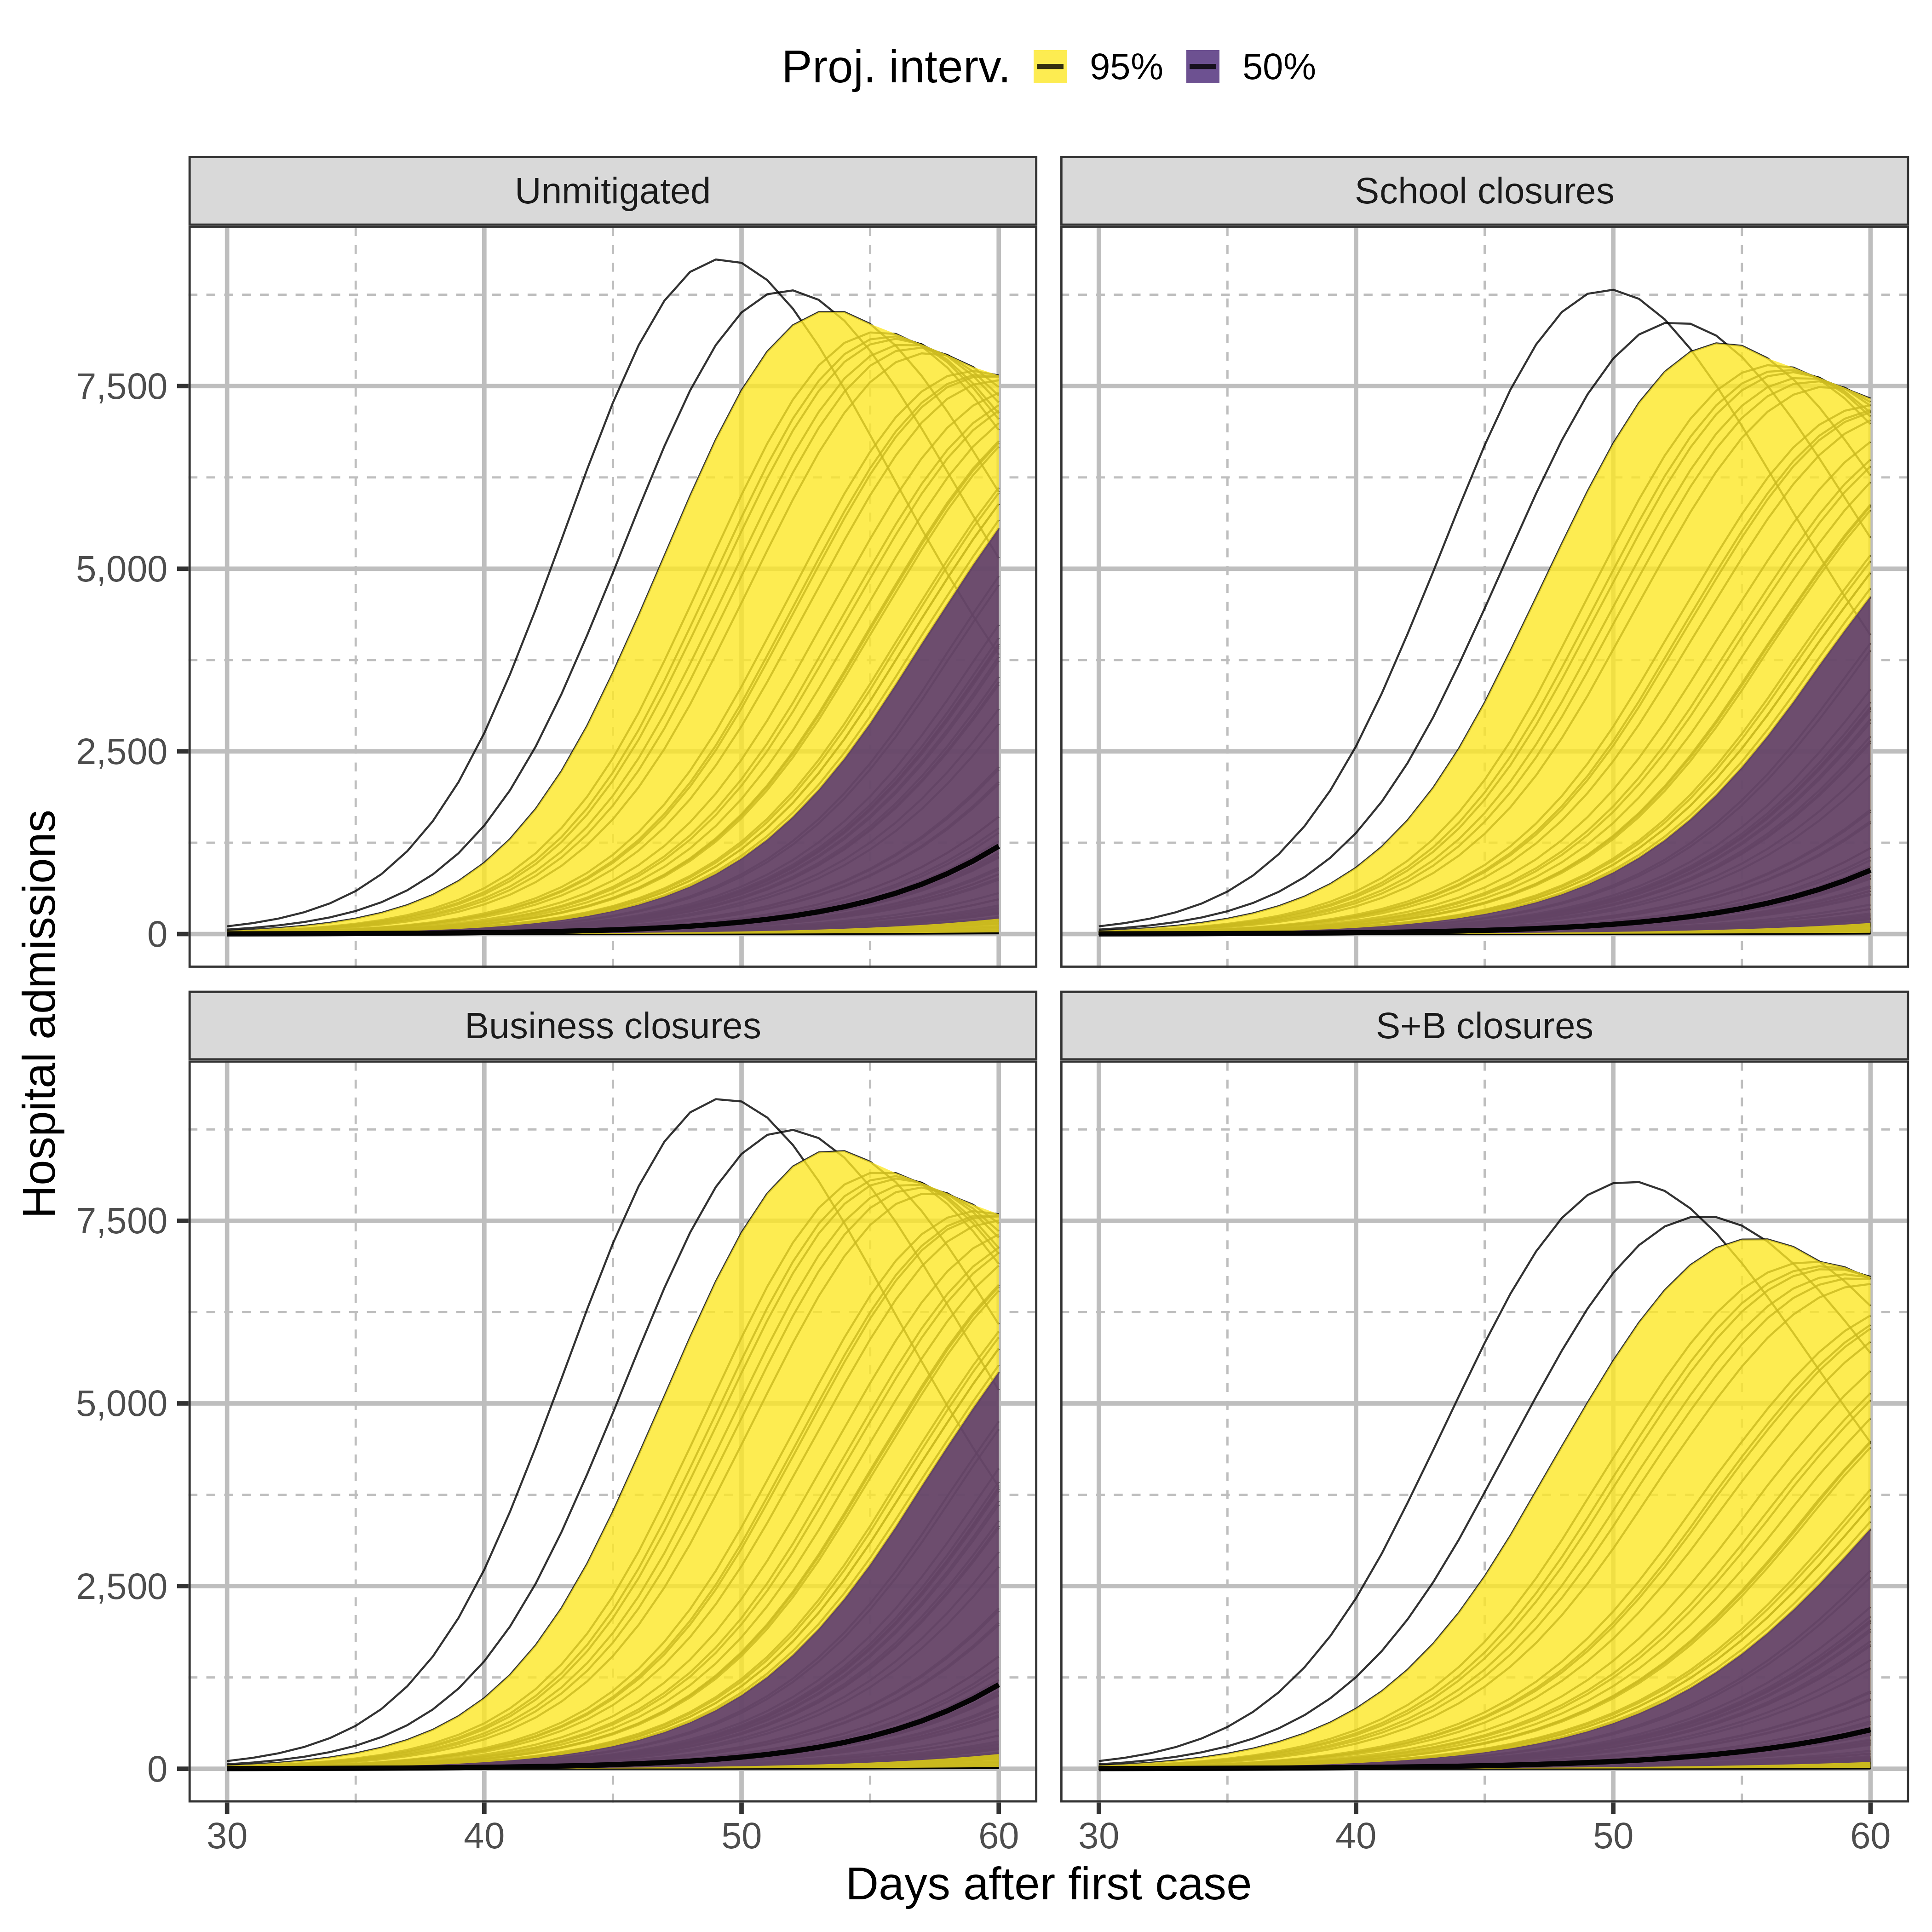 Proj. interv. 95% 50%
Unmitigated
School closures
7,500
5,000
2,500
0
Business closures
S+B closures
7,500
5,000
2,500
0
Hospital admissions
30 40 50 60
30 40 50 60
Days after first case